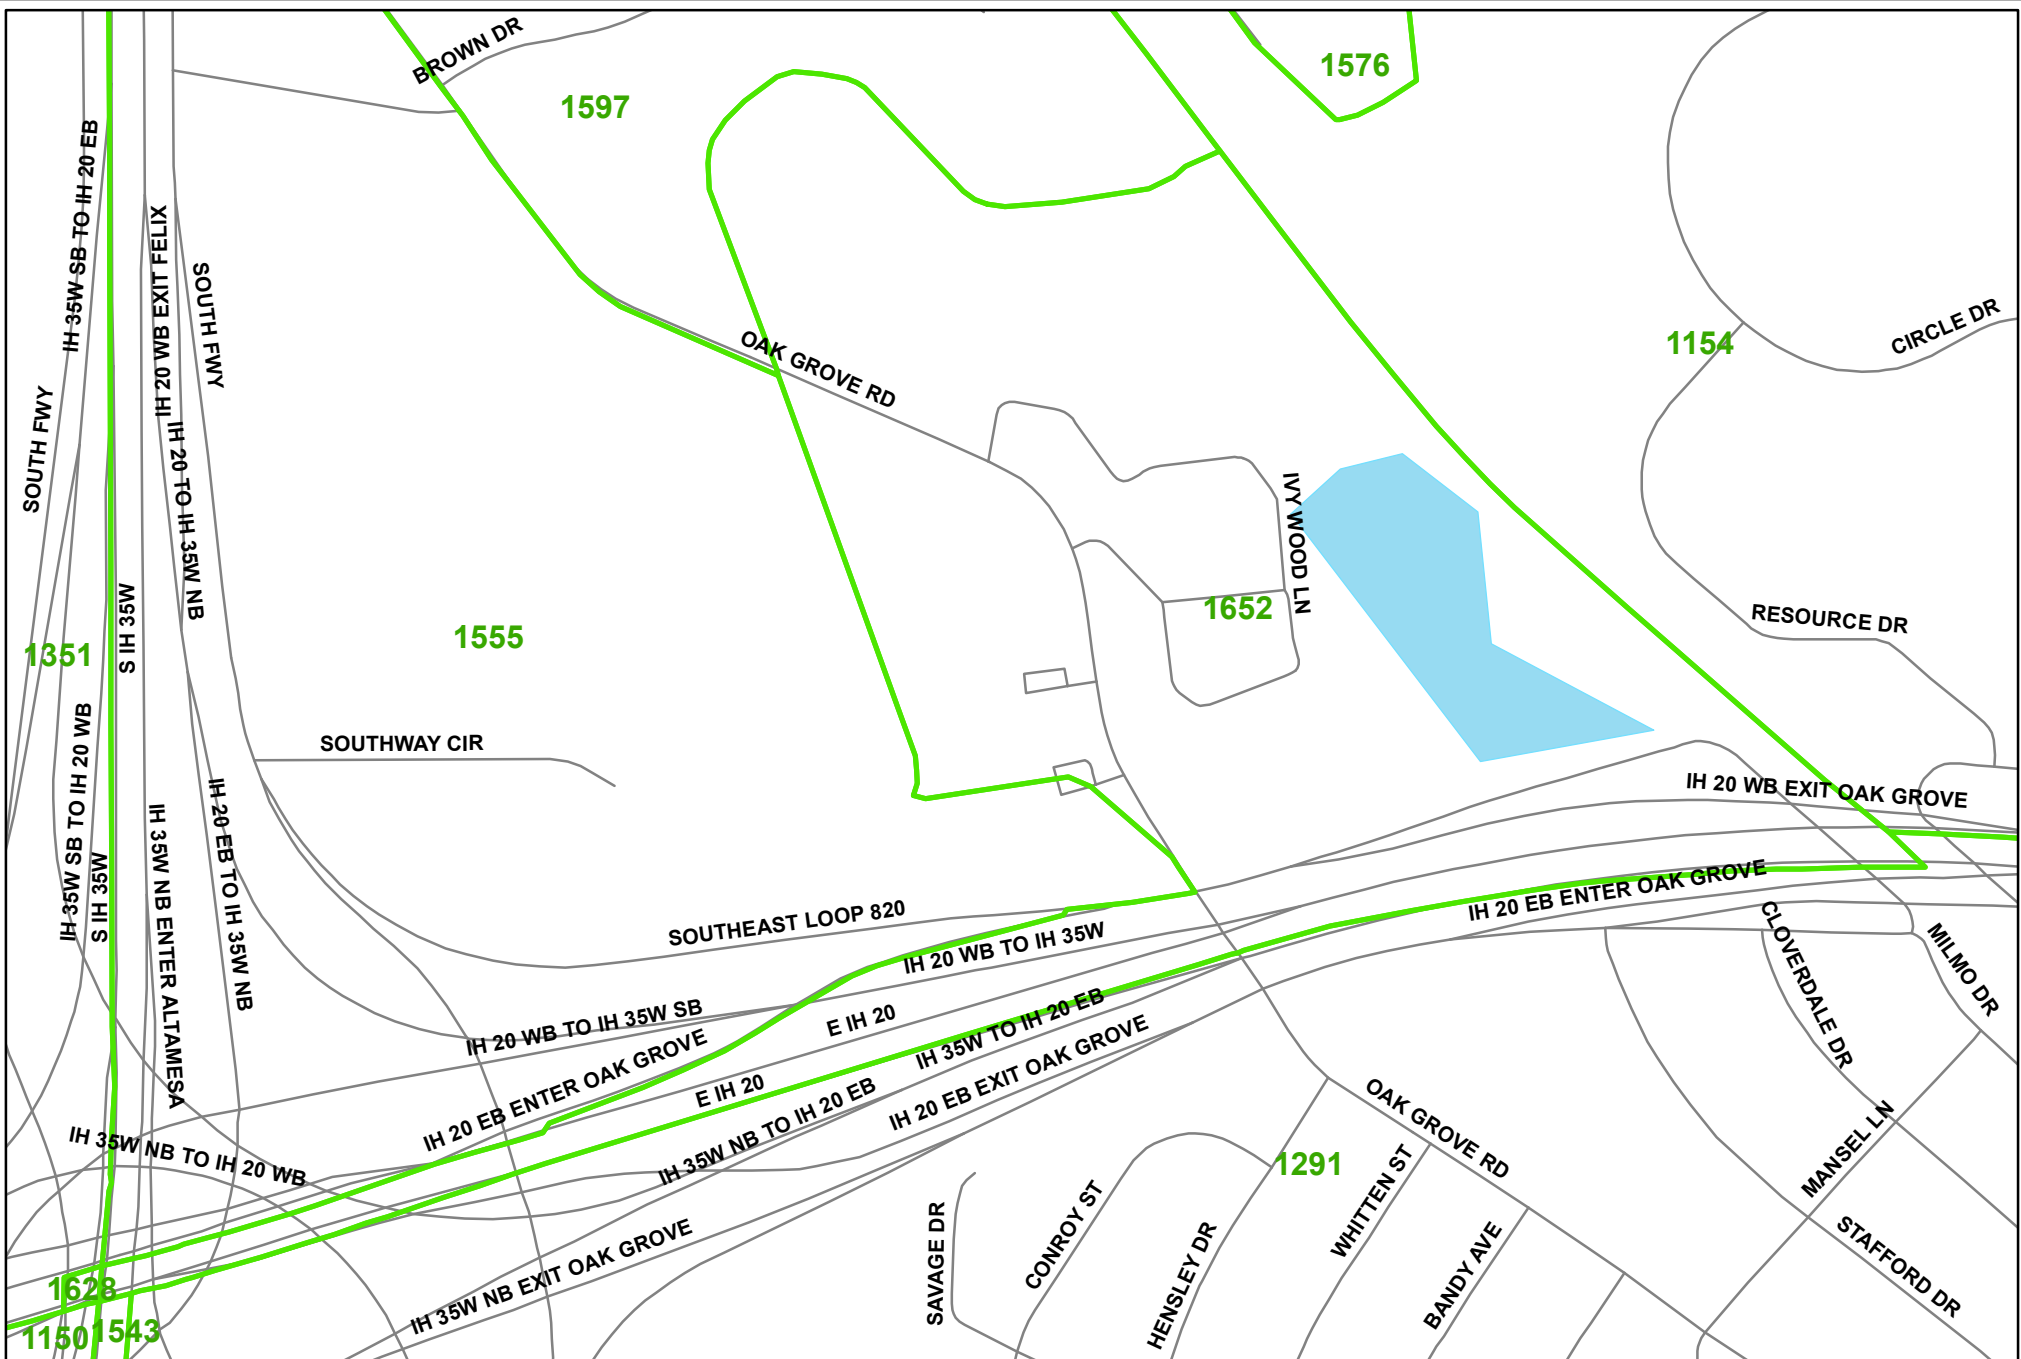 BROWN DR
1576
1597
IH 35W SB TO IH 20 EB
IH 20 WB EXIT FELIX
SOUTH FWY
CIRCLE DR
1154
OAK GROVE RD
SOUTH FWY
IH 20 TO IH 35W NB
IVY WOOD LN
1652
RESOURCE DR
1555
1351
S IH 35W
SOUTHWAY CIR
IH 35W SB TO IH 20 WB
IH 20 WB EXIT OAK GROVE
IH 20 EB TO IH 35W NB
S IH 35W
IH 35W NB ENTER ALTAMESA
IH 20 EB ENTER OAK GROVE
SOUTHEAST LOOP 820
IH 20 WB TO IH 35W
CLOVERDALE DR
MILMO DR
IH 20 WB TO IH 35W SB
E IH 20
IH 35W TO IH 20 EB
IH 20 EB ENTER OAK GROVE
E IH 20
IH 20 EB EXIT OAK GROVE
IH 35W NB TO IH 20 EB
IH 35W NB TO IH 20 WB
OAK GROVE RD
MANSEL LN
1291
WHITTEN ST
CONROY ST
SAVAGE DR
HENSLEY DR
BANDY AVE
STAFFORD DR
IH 35W NB EXIT OAK GROVE
1628
1150
1543